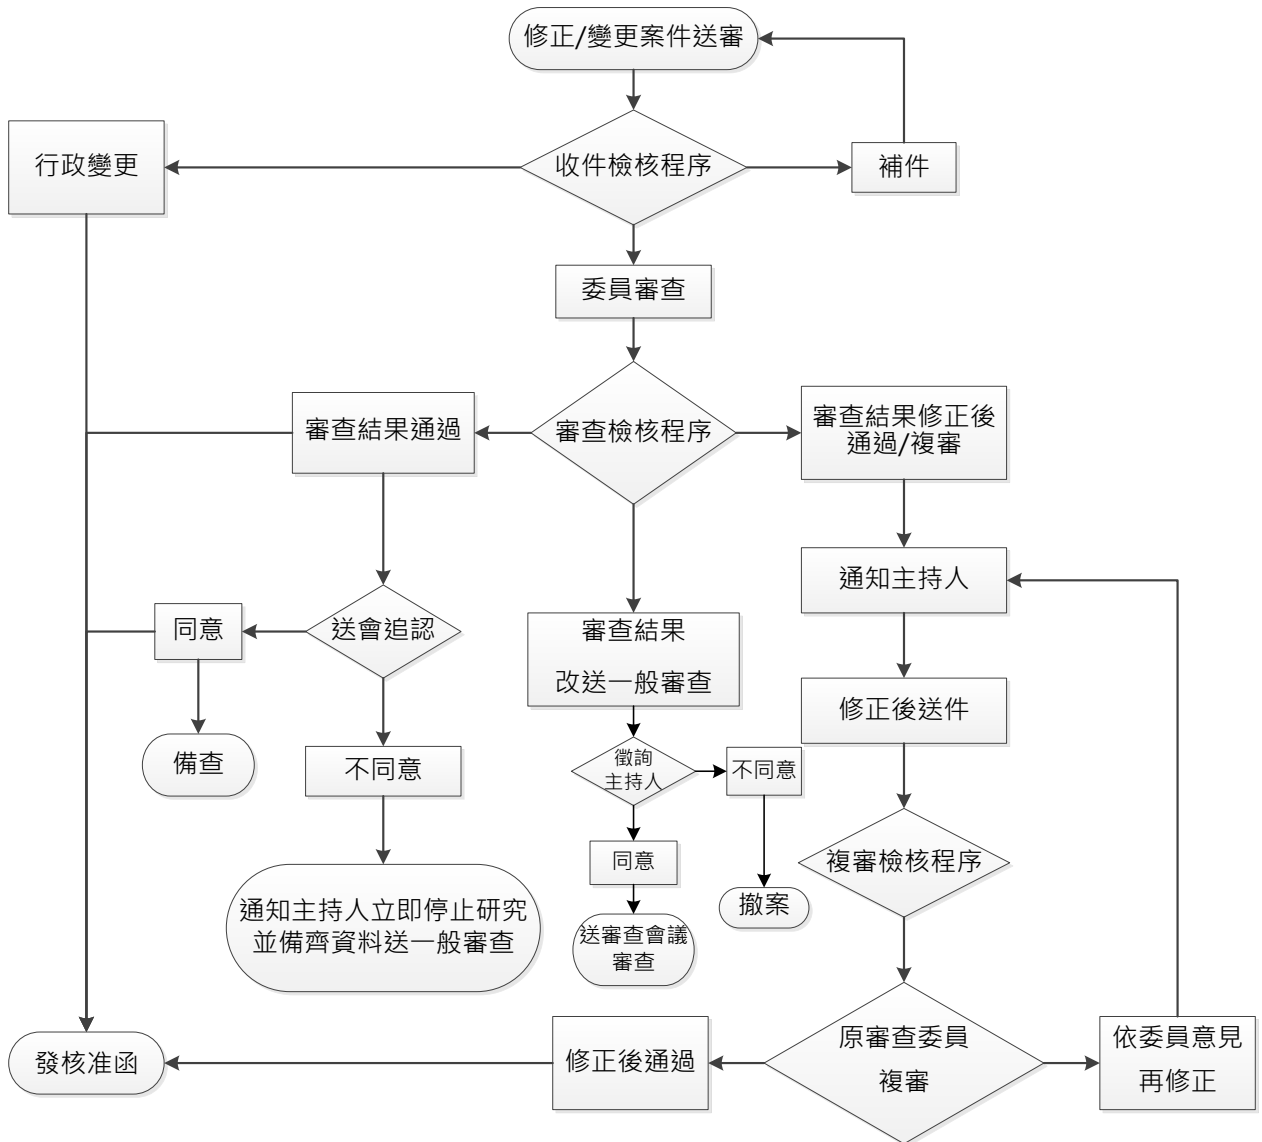 修正/變更案件送審
行政變更
收件檢核程序
補件
委員審查
審查結果通過
審查檢核程序
審查結果修正後
通過/複審
通知主持人
同意
送會追認
審查結果
改送一般審查
修正後送件
備查
不同意
徵詢
主持人
不同意
同意
複審檢核程序
撤案
通知主持人立即停止研究
並備齊資料送一般審查
送審查會議
審查
發核准函
修正後通過
原審查委員
複審
依委員意見
再修正